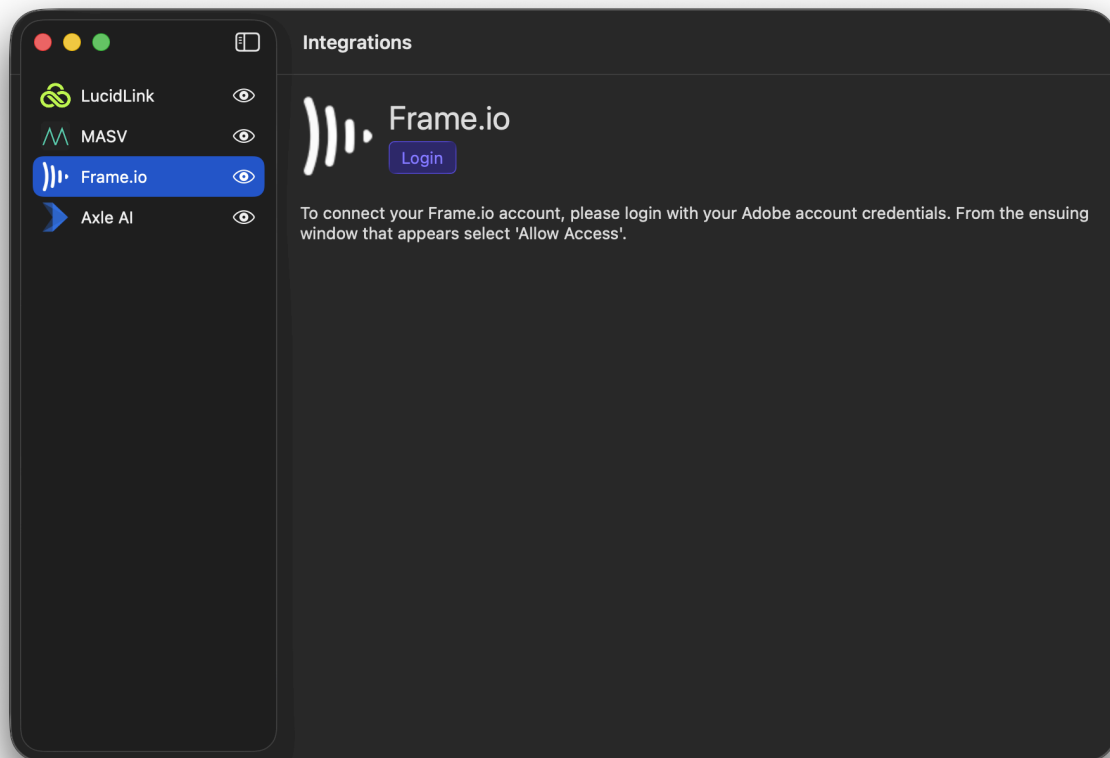 Integrations
LucidLink
MASV
Frame.io
Axle AI
Frame.io
Login
To connect your Frame.io account, please login with your Adobe account credentials. From the ensuing
window that appears select 'Allow Access'.